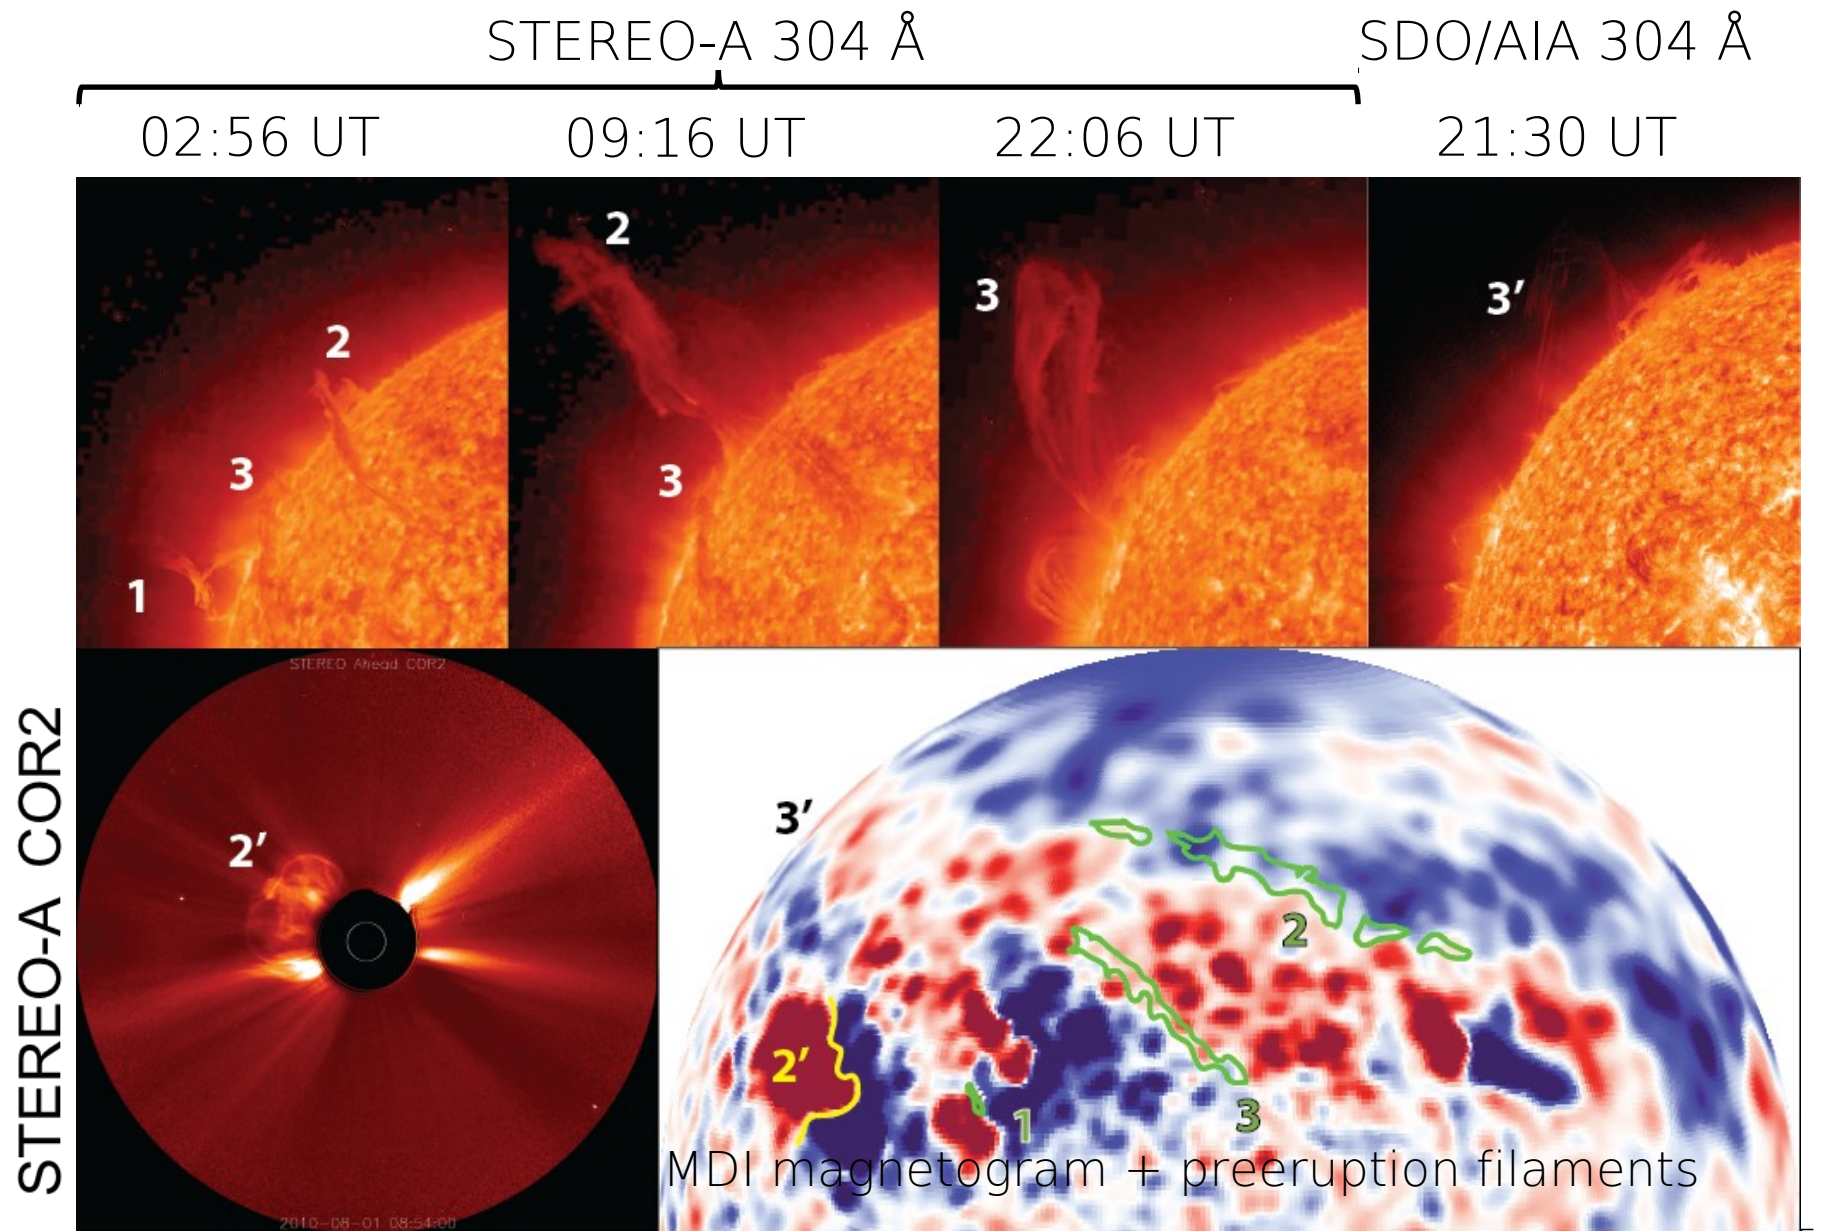 STEREO-A 304 Å
SDO/AIA 304 Å
02:56 UT
09:16 UT
22:06 UT
21:30 UT
2
3
1
2
3
3
3’
STEREO-A COR2
STEREO Ahead COR2
2’
2010-08-01 08:54:00
3’
2
2’
1
3
MDI magnetogram + preeruption filaments